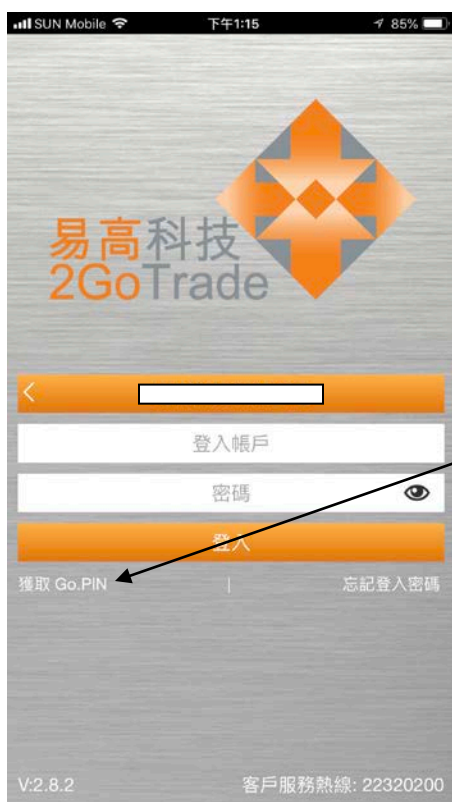 SUN Mobile 下午1:15 85%
易高科技
2GoTrade
登入帳戶
密碼
登入
獲取 Go.PIN | 忘記登入密碼
V:2.8.2 客戶服務熱線: 22320200